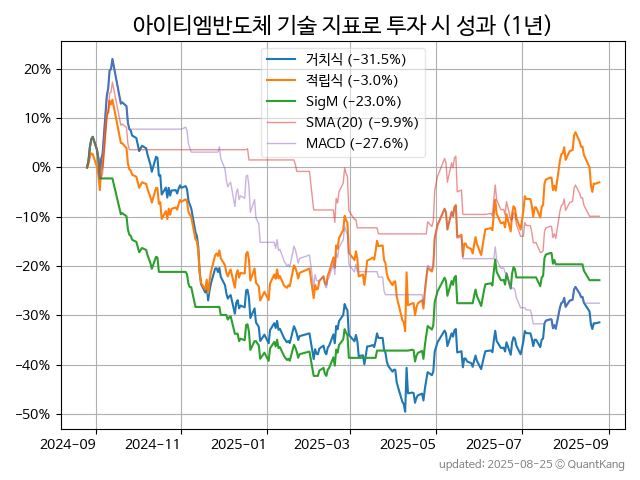 아이티엠반도체 기술 지표로 투자 시 성과 (1년)
거치식 (−31.5%)
적립식 (−3.0%)
SigM (−23.0%)
SMA(20) (−9.9%)
MACD (−27.6%)
20%
10%
0%
−10%
−20%
−30%
−40%
−50%
2024-09 2024-11 2025-01 2025-03 2025-05 2025-07 2025-09
updated: 2025-08-25 © QuantKang